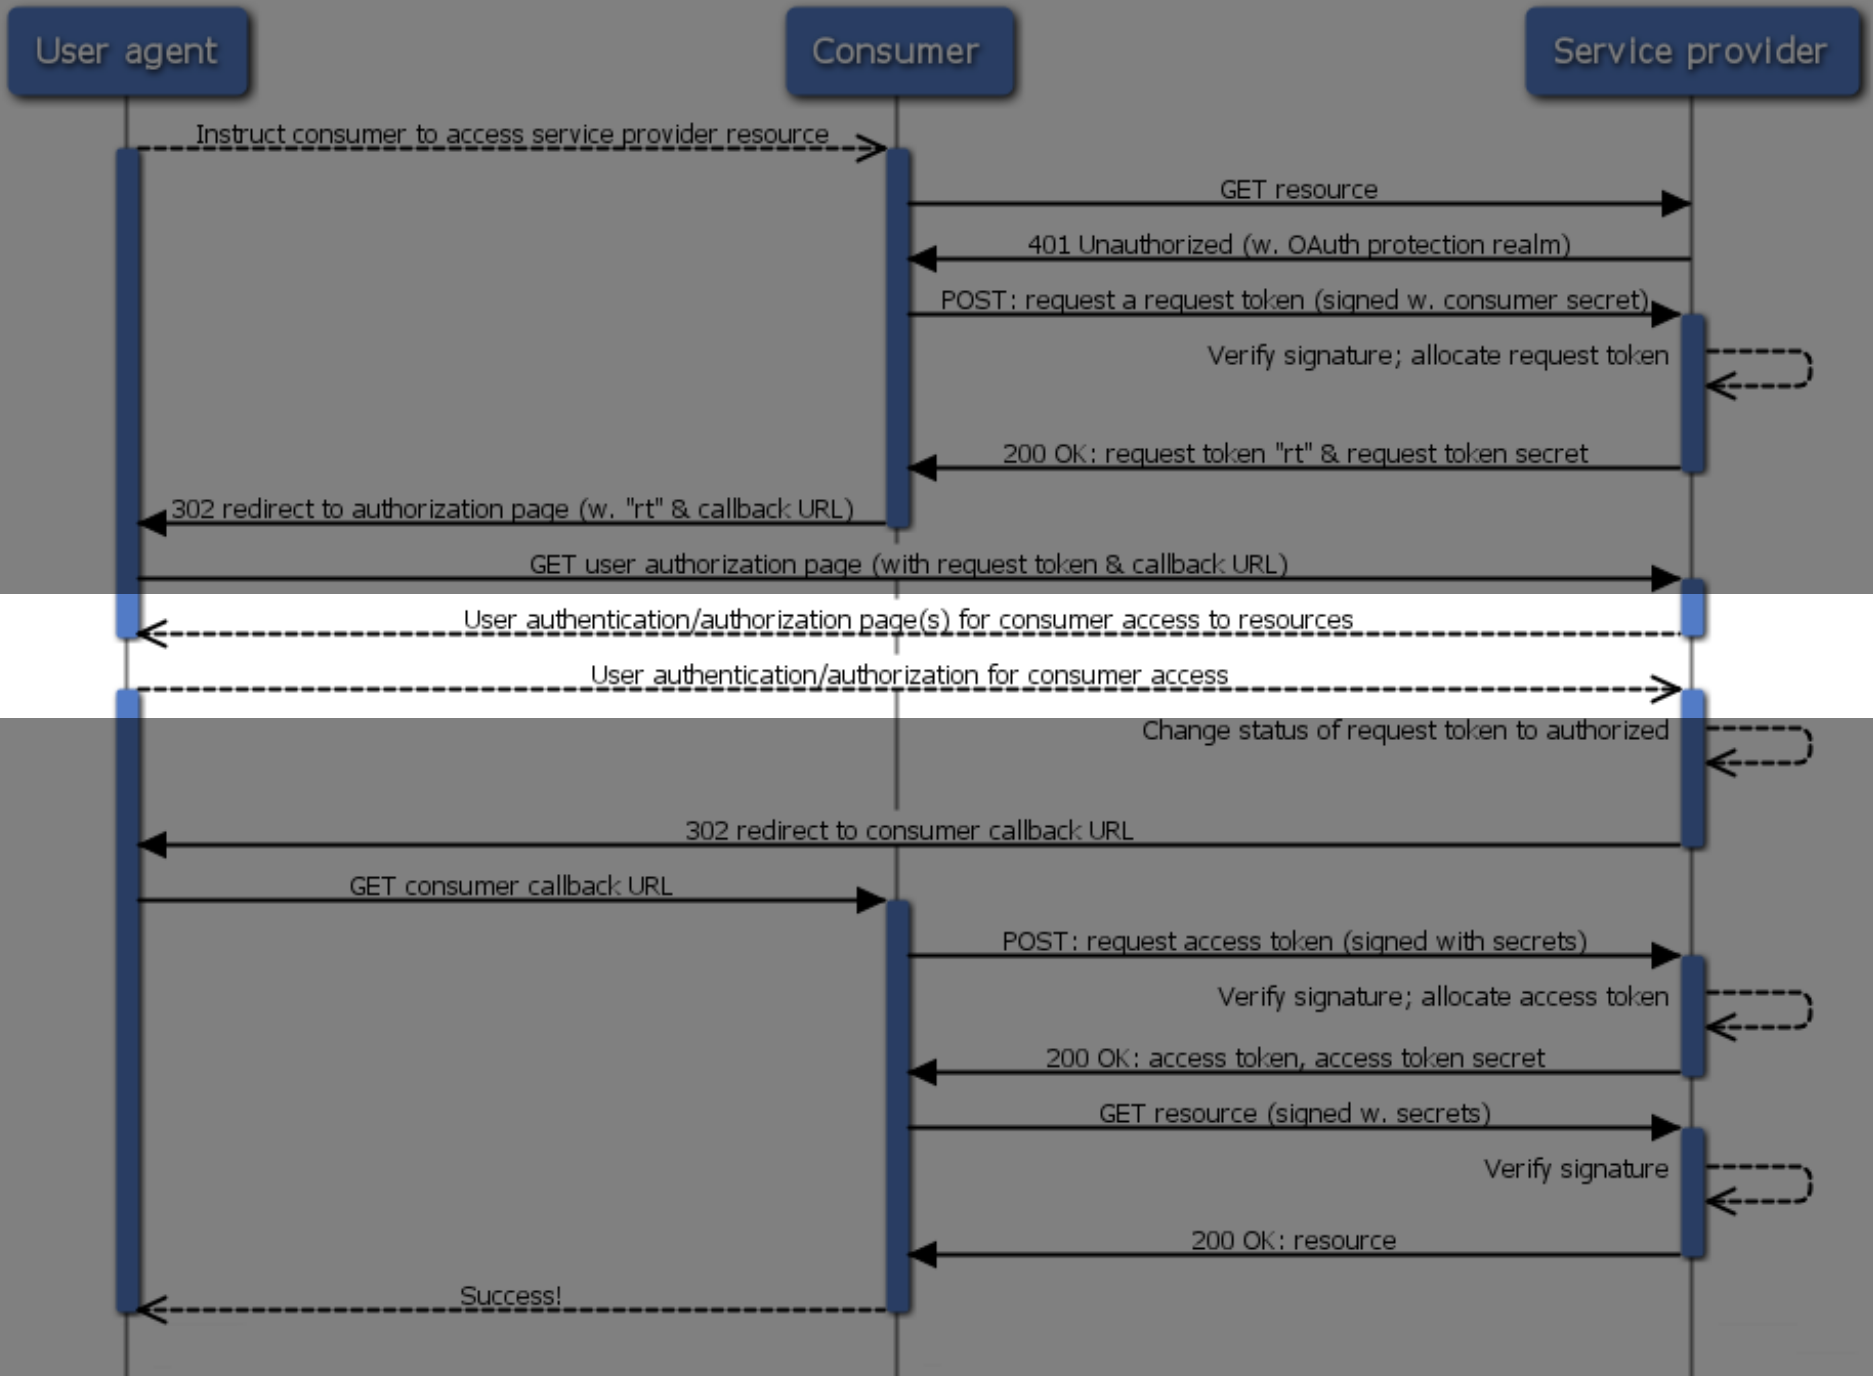 User agent
Consumer
Service provider
Instruct consumer to access service provider resource
GET resource
401 Unauthorized (w. OAuth protection realm)
POST: request a request token (signed w. consumer secret)
Verify signature; allocate request token
200 OK: request token "rt" & request token secret
302 redirect to authorization page (w. "rt" & callback URL)
GET user authorization page (with request token & callback URL)
User authentication/authorization page(s) for consumer access to resources
User authentication/authorization for consumer access
Change status of request token to authorized
302 redirect to consumer callback URL
GET consumer callback URL
POST: request access token (signed with secrets)
Verify signature; allocate access token
200 OK: access token, access token secret
GET resource (signed w. secrets)
Verify signature
200 OK: resource
Success!